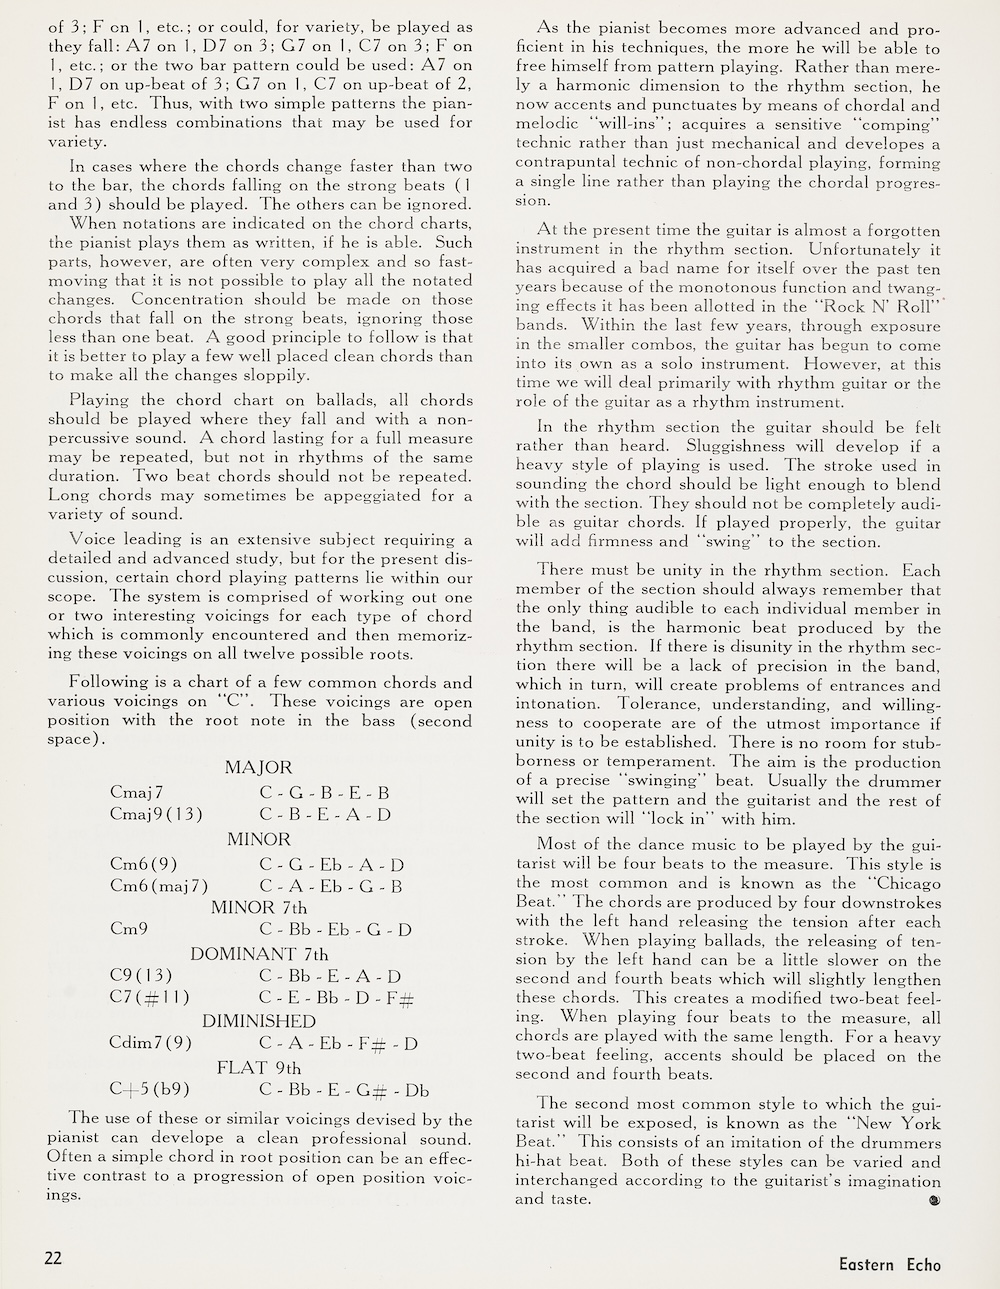 of 3; F on 1, etc.; or could, for variety, be played as
they fall: A7 on 1, D7 on 3; G7 on 1, C7 on 3; F on
1, etc.; or the two bar pattern could be used: A7 on
1, D7 on up-beat of 3; G7 on 1, C7 on up-beat of 2,
F on 1, etc. Thus, with two simple patterns the pian-
ist has endless combinations that may be used for
variety.
In cases where the chords change faster than two
to the bar, the chords falling on the strong beats (1
and 3) should be played. The others can be ignored.
When notations are indicated on the chord charts,
the pianist plays them as written, if he is able. Such
parts, however, are often very complex and so fast-
moving that it is not possible to play all the notated
changes. Concentration should be made on those
chords that fall on the strong beats, ignoring those
less than one beat. A good principle to follow is that
it is better to play a few well placed clean chords than
to make all the changes sloppily.
Playing the chord chart on ballads, all chords
should be played where they fall and with a non-
percussive sound. A chord lasting for a full measure
may be repeated, but not in rhythms of the same
duration. Two beat chords should not be repeated.
Long chords may sometimes be appeggiated for a
variety of sound.
Voice leading is an extensive subject requiring a
detailed and advanced study, but for the present dis-
cussion, certain chord playing patterns lie within our
scope. The system is comprised of working out one
or two interesting voicings for each type of chord
which is commonly encountered and then memoriz-
ing these voicings on all twelve possible roots.
Following is a chart of a few common chords and
various voicings on "C". These voicings are open
position with the root note in the bass (second
space).
MAJOR
Cmaj7 C - G - B - E - B
Cmaj9(13) C - B - E - A - D
MINOR
Cm6(9) C - G - Eb - A - D
Cm6(maj7) C - A - Eb - G - B
MINOR 7th
Cm9 C - Bb - Eb - G - D
DOMINANT 7th
C9(13) C - Bb - E - A - D
C7(#11) C - E - Bb - D - F#
DIMINISHED
Cdim7(9) C - A - Eb - F# - D
FLAT 9th
C+5(b9) C - Bb - E - G# - Db
The use of these or similar voicings devised by the
pianist can develope a clean professional sound.
Often a simple chord in root position can be an effec-
tive contrast to a progression of open position voic-
ings.
As the pianist becomes more advanced and pro-
ficient in his techniques, the more he will be able to
free himself from pattern playing. Rather than mere-
ly a harmonic dimension to the rhythm section, he
now accents and punctuates by means of chordal and
melodic "will-ins"; acquires a sensitive "comping"
technic rather than just mechanical and developes a
contrapuntal technic of non-chordal playing, forming
a single line rather than playing the chordal progres-
sion.
At the present time the guitar is almost a forgotten
instrument in the rhythm section. Unfortunately it
has acquired a bad name for itself over the past ten
years because of the monotonous function and twang-
ing effects it has been allotted in the "Rock N' Roll"
bands. Within the last few years, through exposure
in the smaller combos, the guitar has begun to come
into its own as a solo instrument. However, at this
time we will deal primarily with rhythm guitar or the
role of the guitar as a rhythm instrument.
In the rhythm section the guitar should be felt
rather than heard. Sluggishness will develop if a
heavy style of playing is used. The stroke used in
sounding the chord should be light enough to blend
with the section. They should not be completely audi-
ble as guitar chords. If played properly, the guitar
will add firmness and "swing" to the section.
There must be unity in the rhythm section. Each
member of the section should always remember that
the only thing audible to each individual member in
the band, is the harmonic beat produced by the
rhythm section. If there is disunity in the rhythm sec-
tion there will be a lack of precision in the band,
which in turn, will create problems of entrances and
intonation. Tolerance, understanding, and willing-
ness to cooperate are of the utmost importance if
unity is to be established. There is no room for stub-
borness or temperament. The aim is the production
of a precise "swinging" beat. Usually the drummer
will set the pattern and the guitarist and the rest of
the section will "lock in" with him.
Most of the dance music to be played by the gui-
tarist will be four beats to the measure. This style is
the most common and is known as the "Chicago
Beat." The chords are produced by four downstrokes
with the left hand releasing the tension after each
stroke. When playing ballads, the releasing of ten-
sion by the left hand can be a little slower on the
second and fourth beats which will slightly lengthen
these chords. This creates a modified two-beat feel-
ing. When playing four beats to the measure, all
chords are played with the same length. For a heavy
two-beat feeling, accents should be placed on the
second and fourth beats.
The second most common style to which the gui-
tarist will be exposed, is known as the "New York
Beat." This consists of an imitation of the drummers
hi-hat beat. Both of these styles can be varied and
interchanged according to the guitarist's imagination
and taste.
22
Eastern Echo